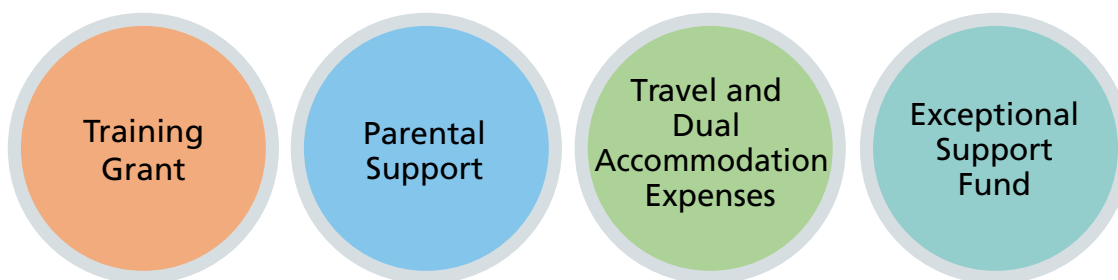 Training
Grant
Parental
Support
Travel and
Dual
Accommodation
Expenses
Exceptional
Support
Fund